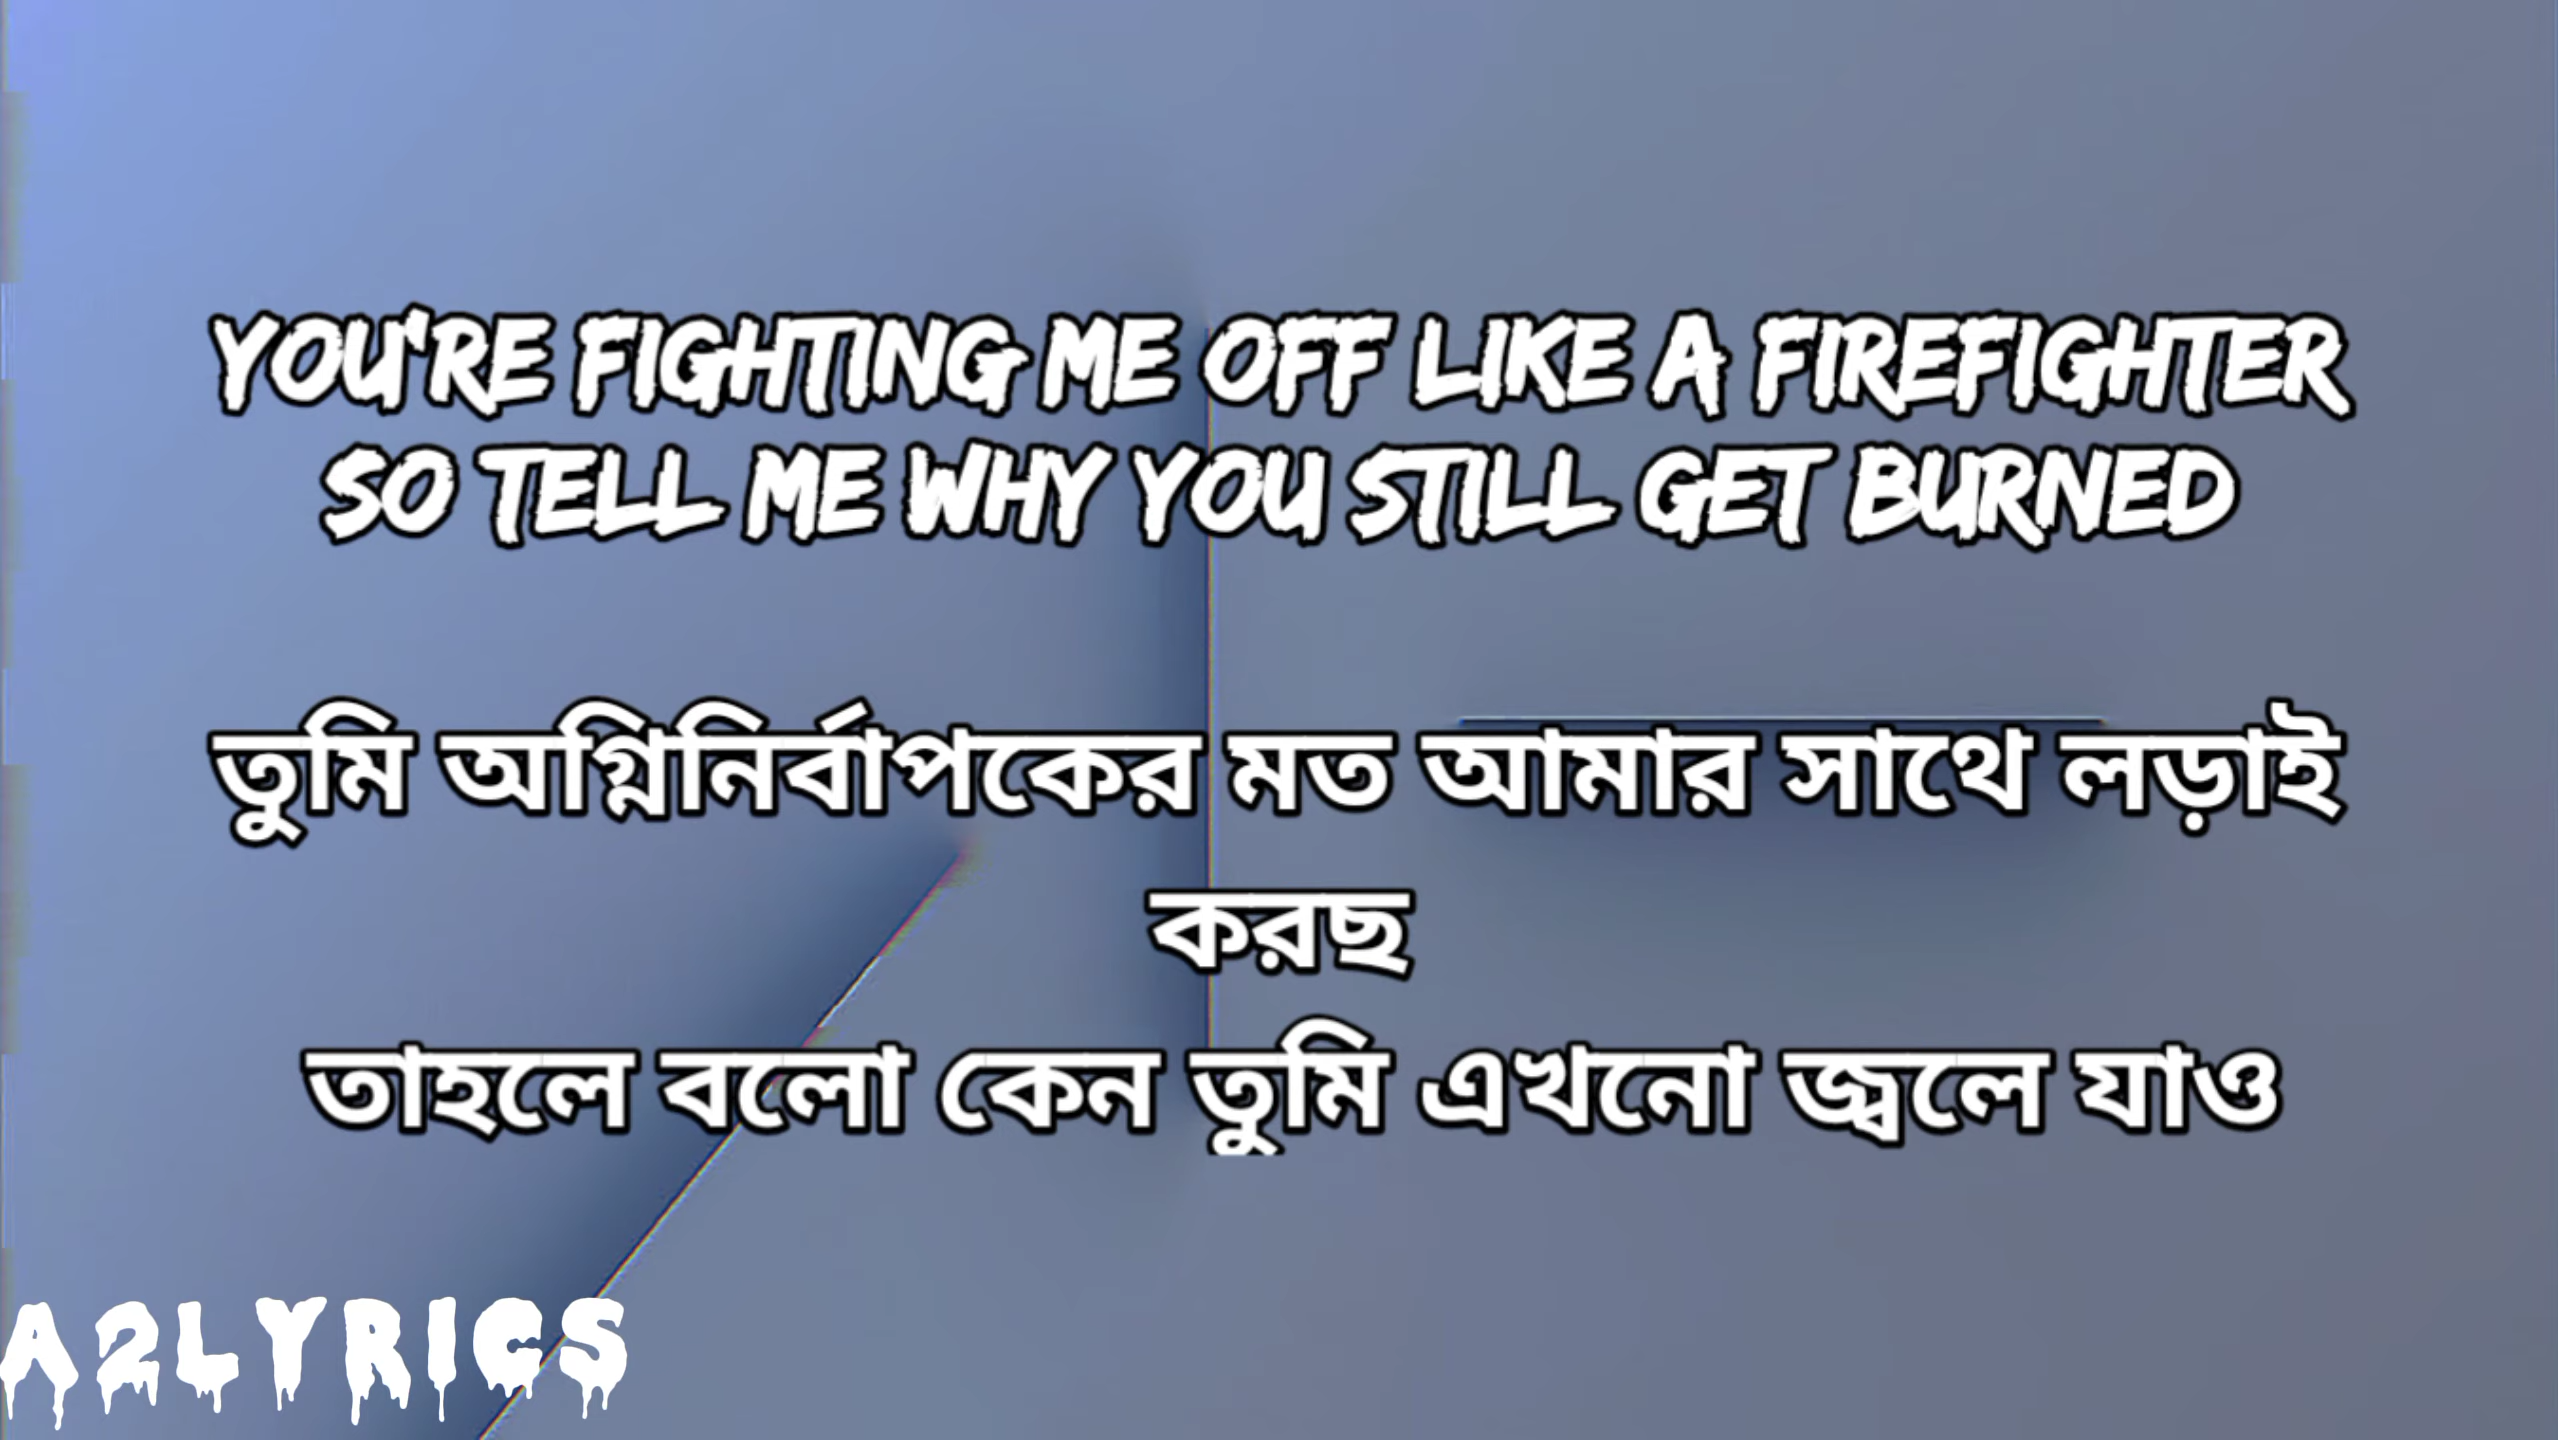 YOU'RE FIGHTING ME OFF LIKE A FIREFIGHTER
SO TELL ME WHY YOU STILL GET BURNED
তুমি অগ্নিনির্বাপকের মত আমার সাথে লড়াই
করছ
তাহলে বলো কেন তুমি এখনো জ্বলে যাও
A2LYRICS